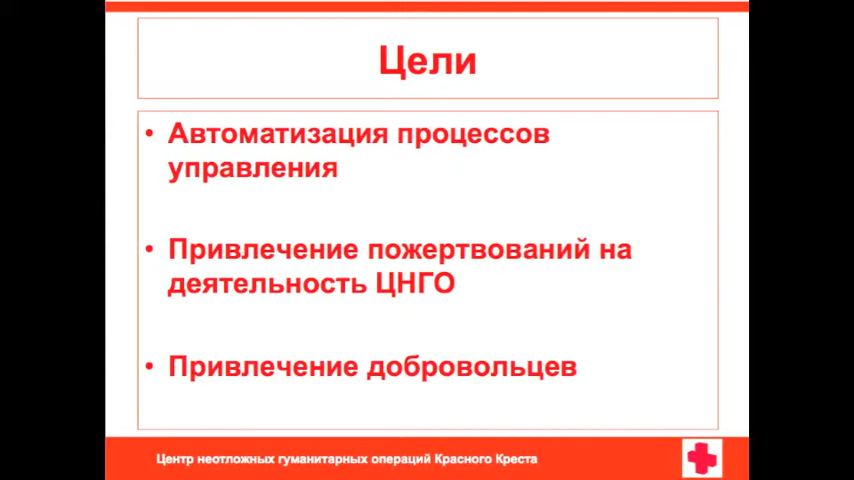 Цели
• Автоматизация процессов
управления
• Привлечение пожертвований на
деятельность ЦНГО
• Привлечение добровольцев
Центр неотложных гуманитарных операций Красного Креста